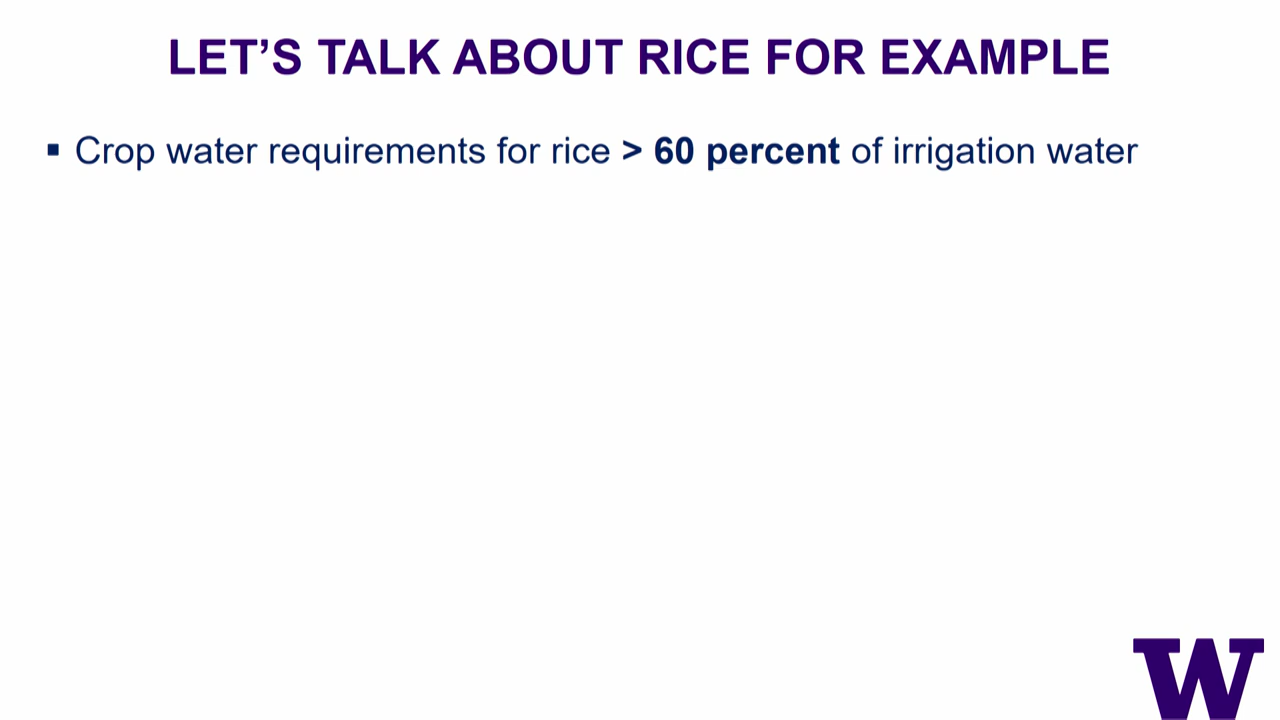 LET’S TALK ABOUT RICE FOR EXAMPLE
▪ Crop water requirements for rice > 60 percent of irrigation water
W